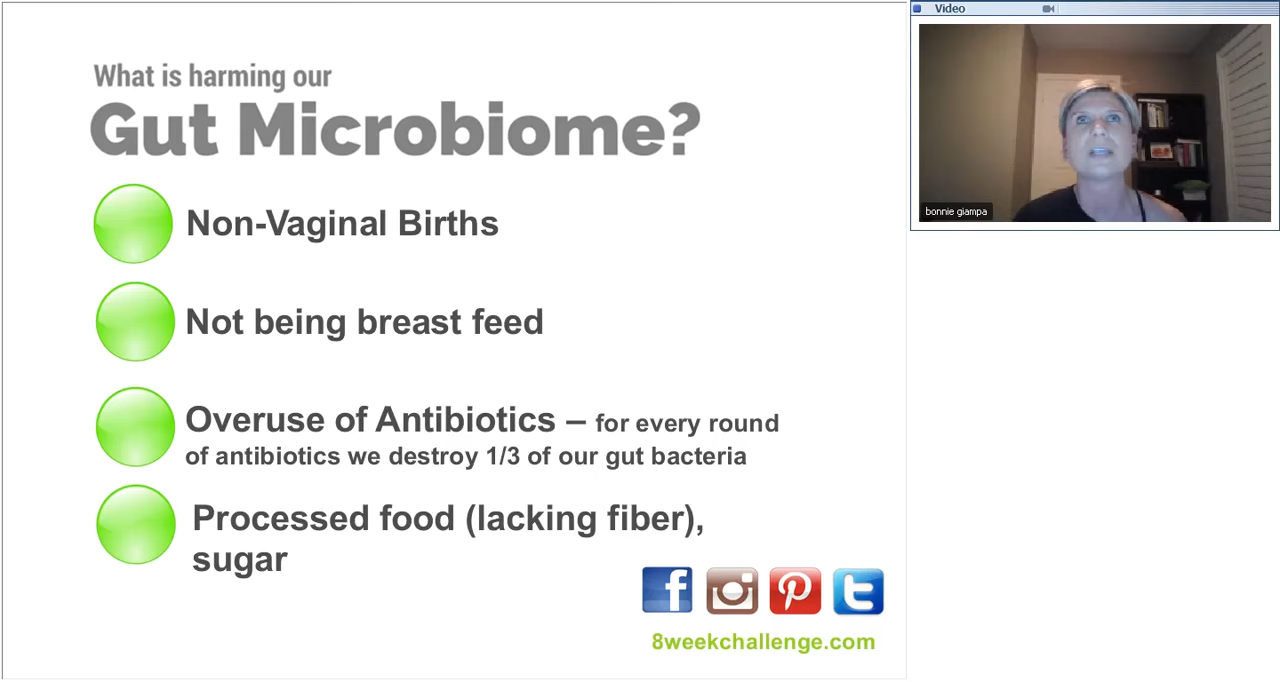 What is harming our
Gut Microbiome?
Non-Vaginal Births
Not being breast feed
Overuse of Antibiotics – for every round
of antibiotics we destroy 1/3 of our gut bacteria
Processed food (lacking fiber),
sugar
8weekchallenge.com
Video
bonnie giampa